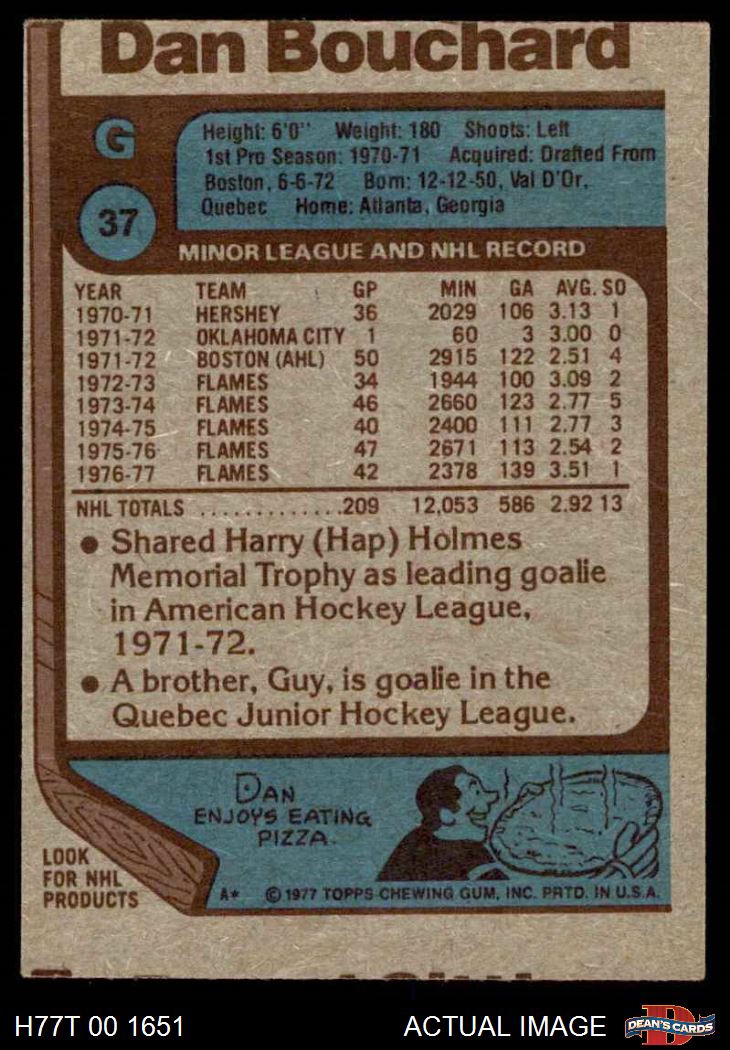 Dan Bouchard
G
37
Height: 6'0" Weight: 180 Shoots: Left
1st Pro Season: 1970-71 Acquired: Drafted From
Boston, 6-6-72 Born: 12-12-50, Val D'Or,
Quebec Home: Atlanta, Georgia
MINOR LEAGUE AND NHL RECORD
YEAR TEAM GP MIN GA AVG. SO
1970-71 HERSHEY 36 2029 106 3.13 1
1971-72 OKLAHOMA CITY 1 60 3 3.00 0
1971-72 BOSTON (AHL) 50 2915 122 2.51 4
1972-73 FLAMES 34 1944 100 3.09 2
1973-74 FLAMES 46 2660 123 2.77 5
1974-75 FLAMES 40 2400 111 2.77 3
1975-76 FLAMES 47 2671 113 2.54 2
1976-77 FLAMES 42 2378 139 3.51 1
NHL TOTALS .............209 12,053 586 2.92 13
● Shared Harry (Hap) Holmes
Memorial Trophy as leading goalie
in American Hockey League,
1971-72.
● A brother, Guy, is goalie in the
Quebec Junior Hockey League.
DAN
ENJOYS EATING
PIZZA.
LOOK
FOR NHL
PRODUCTS
A* © 1977 TOPPS CHEWING GUM, INC. PRTD. IN U.S.A.
H77T 00 1651 ACTUAL IMAGE
D
DEAN'S CARDS